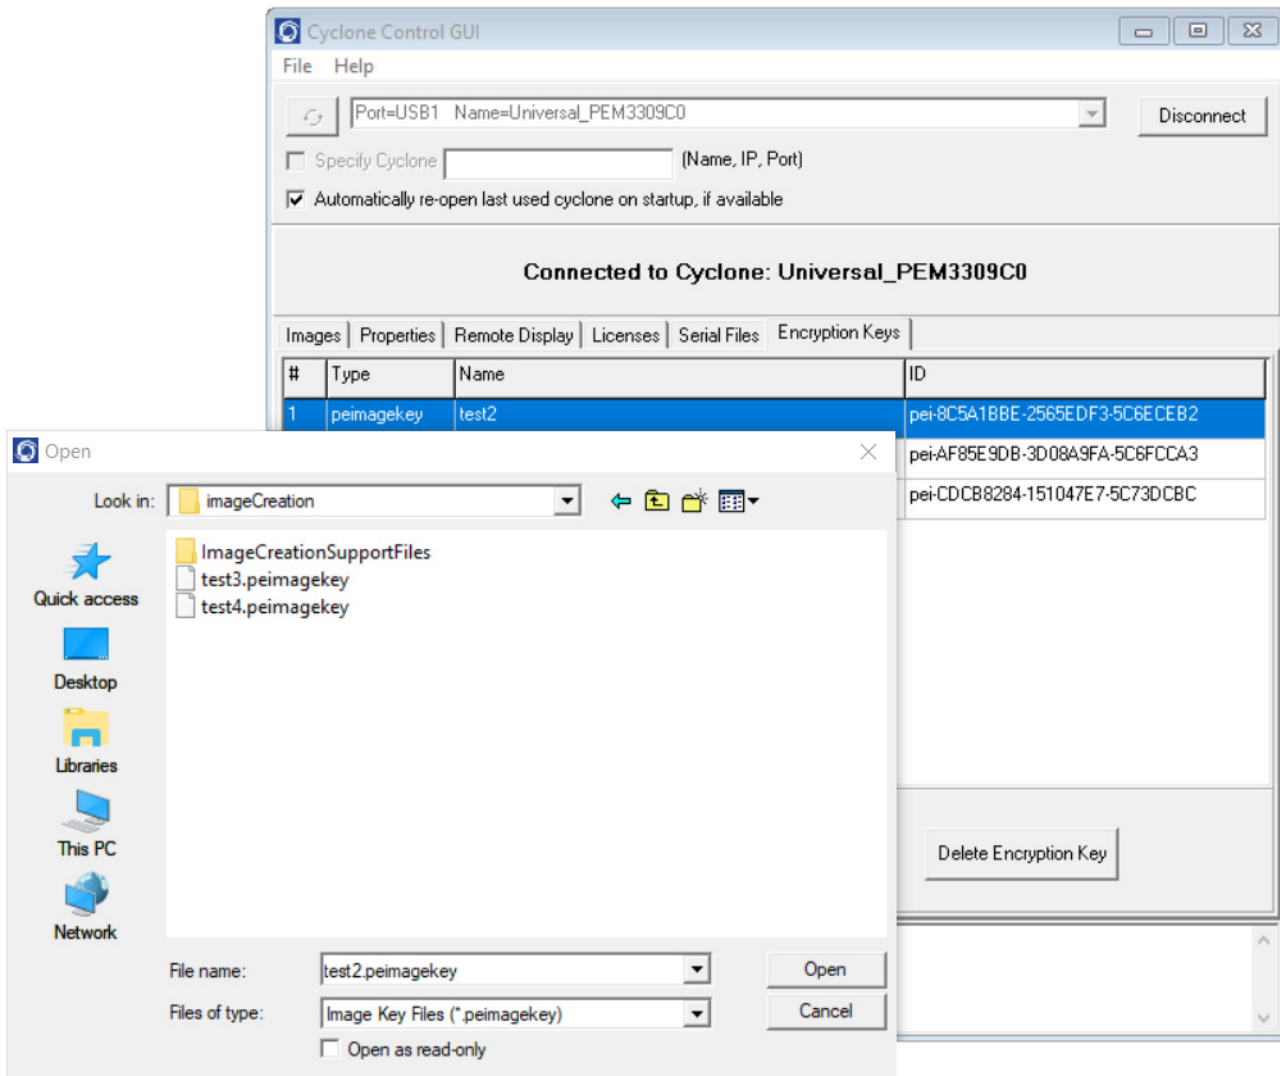 Cyclone Control GUI
File Help
Port=USB1 Name=Universal_PEM3309C0
Disconnect
Specify Cyclone (Name, IP, Port)
Automatically re-open last used cyclone on startup, if available
Connected to Cyclone: Universal_PEM3309C0
Images Properties Remote Display Licenses Serial Files Encryption Keys
# Type Name ID
1 peimagekey test2 pei-8C5A1BBE-2565EDF3-5C6ECEB2
pei-AF85E9DB-3D08A9FA-5C6FCCA3
pei-CDCB8284-151047E7-5C73DCBC
Delete Encryption Key
Open
Look in: imageCreation
Quick access
Desktop
Libraries
This PC
Network
ImageCreationSupportFiles
test3.peimagekey
test4.peimagekey
File name: test2.peimagekey Open
Files of type: Image Key Files (*.peimagekey) Cancel
Open as read-only